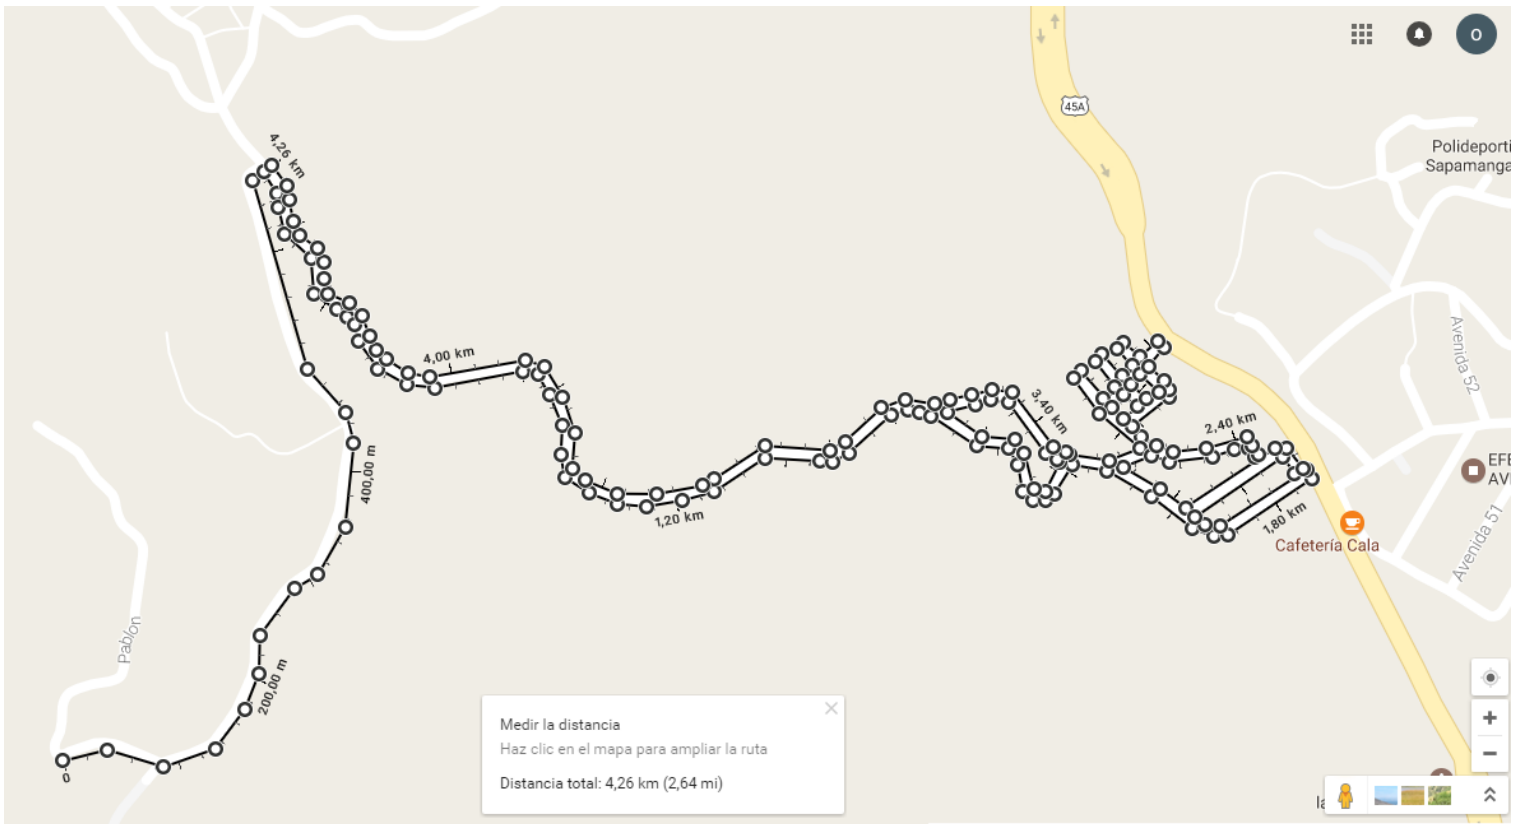 O
45A
Polideporti
Sapamanga
4,26 km
Avenida 52
4,00 km
3,40 km
2,40 km
400,00 m
EFE
AV
1,20 km
1,80 km
Cafetería Cala
Avenida 51
Pablon
200,00 m
0
Medir la distancia
Haz clic en el mapa para ampliar la ruta
Distancia total: 4,26 km (2,64 mi)
la